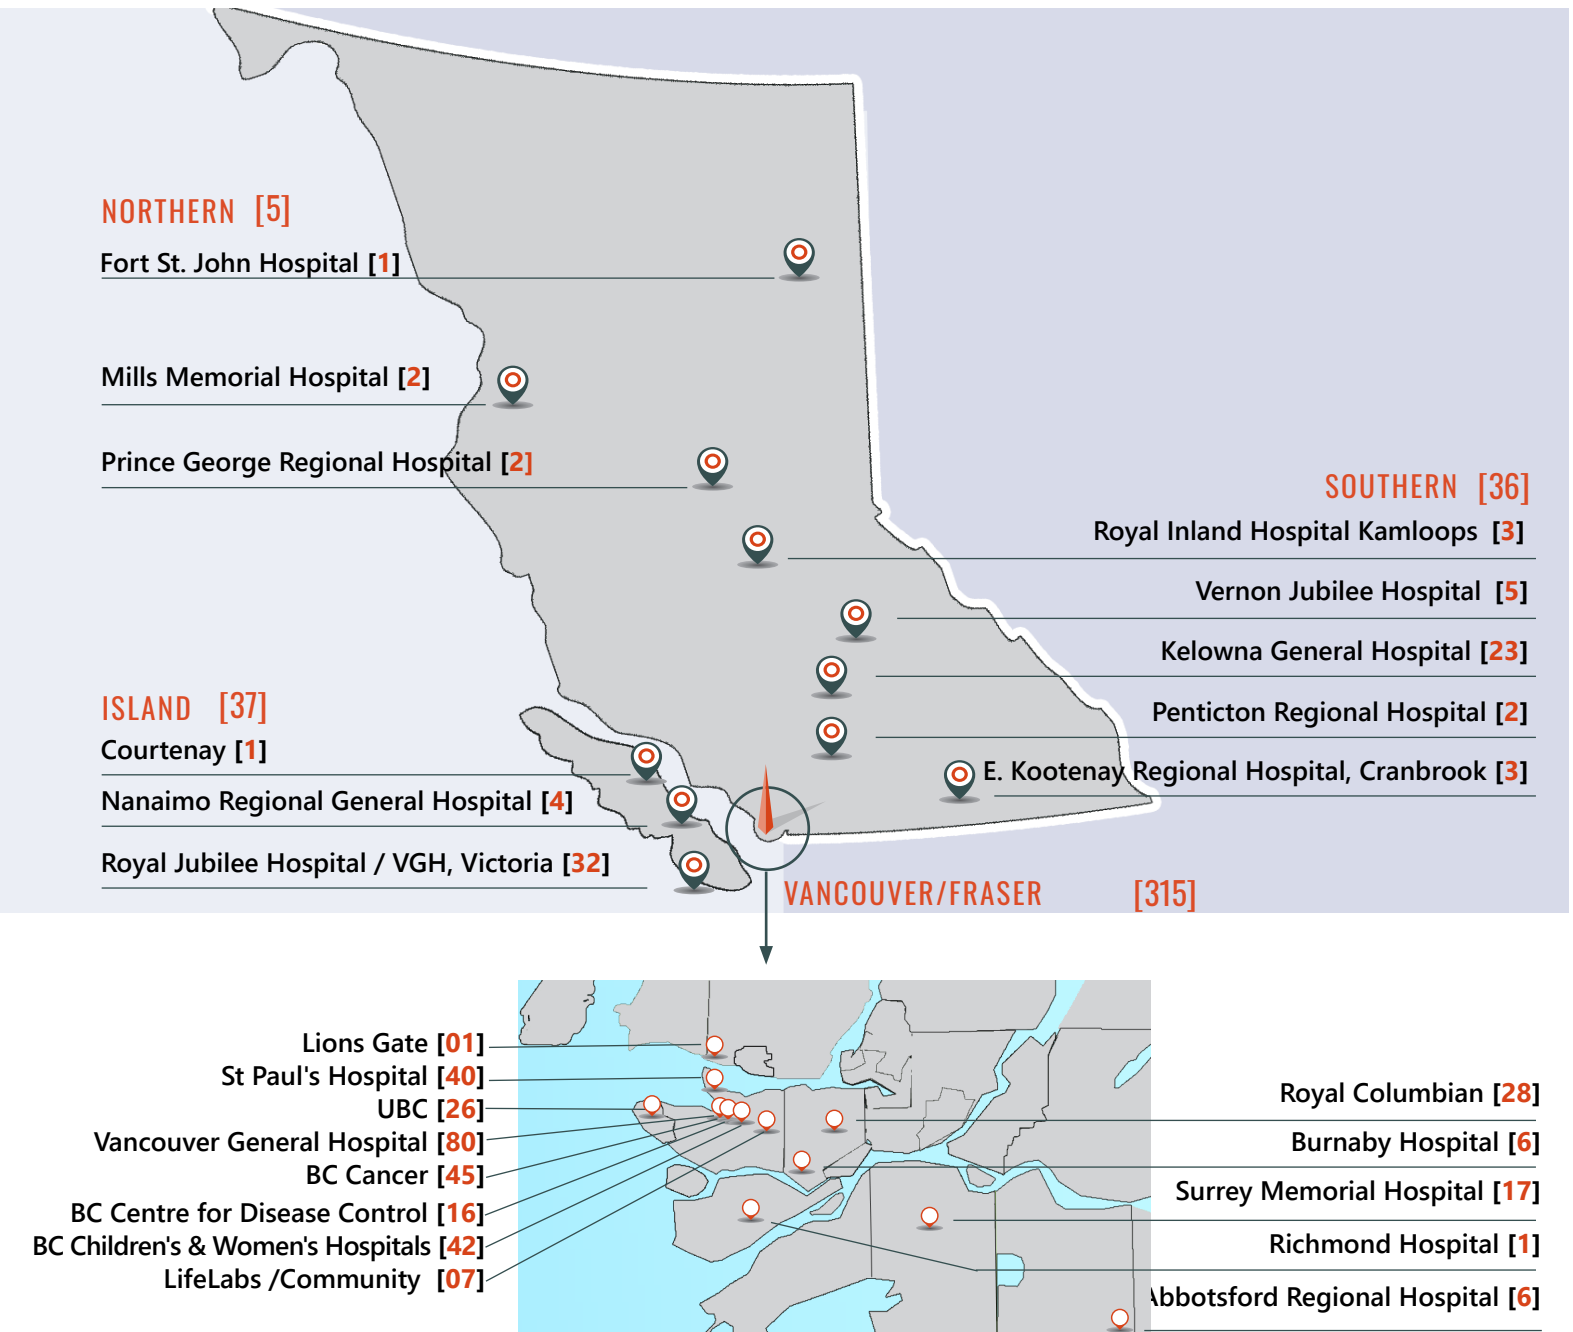 NORTHERN [5]
Fort St. John Hospital [1]
Mills Memorial Hospital [2]
Prince George Regional Hospital [2]
SOUTHERN [36]
Royal Inland Hospital Kamloops [3]
Vernon Jubilee Hospital [5]
Kelowna General Hospital [23]
Penticton Regional Hospital [2]
E. Kootenay Regional Hospital, Cranbrook [3]
ISLAND [37]
Courtenay [1]
Nanaimo Regional General Hospital [4]
Royal Jubilee Hospital / VGH, Victoria [32]
VANCOUVER/FRASER [315]
Lions Gate [01]
St Paul's Hospital [40]
UBC [26]
Vancouver General Hospital [80]
BC Cancer [45]
BC Centre for Disease Control [16]
BC Children's & Women's Hospitals [42]
LifeLabs /Community [07]
Royal Columbian [28]
Burnaby Hospital [6]
Surrey Memorial Hospital [17]
Richmond Hospital [1]
Abbotsford Regional Hospital [6]